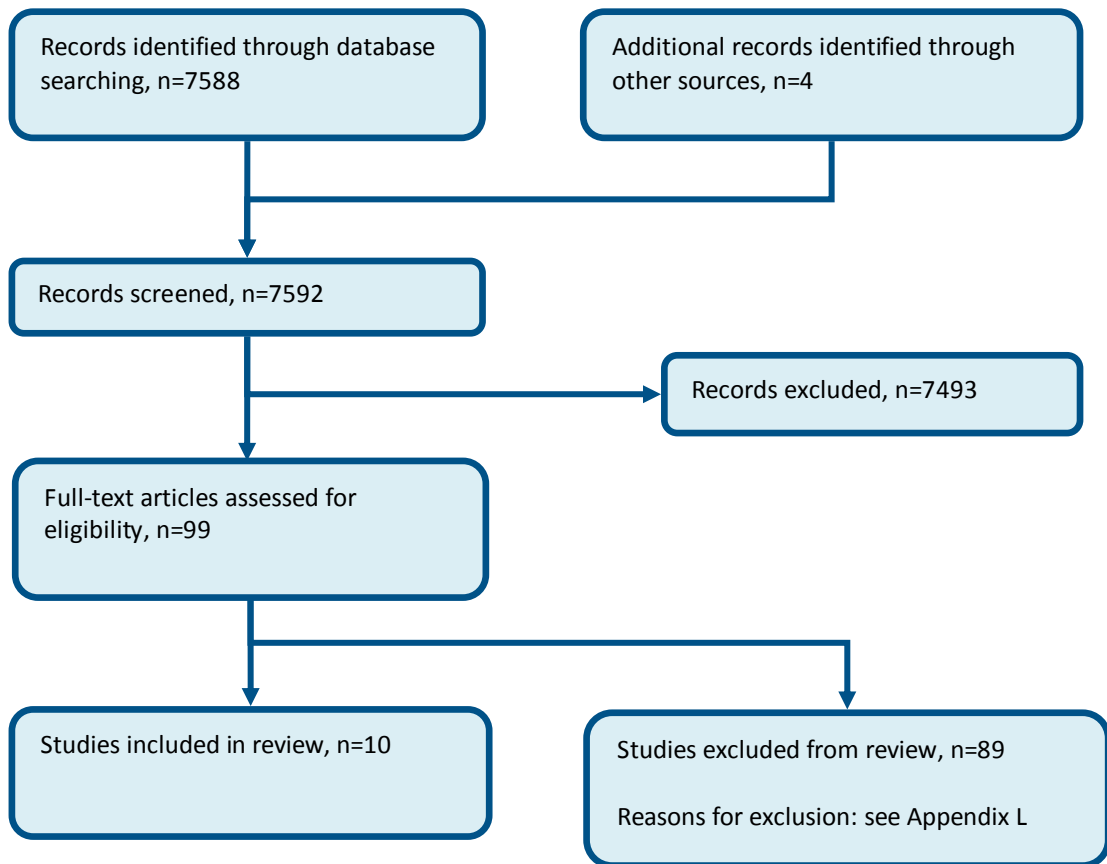 Records identified through database
searching, n=7588
Additional records identified through
other sources, n=4
Records screened, n=7592
Records excluded, n=7493
Full-text articles assessed for
eligibility, n=99
Studies included in review, n=10
Studies excluded from review, n=89
Reasons for exclusion: see Appendix L